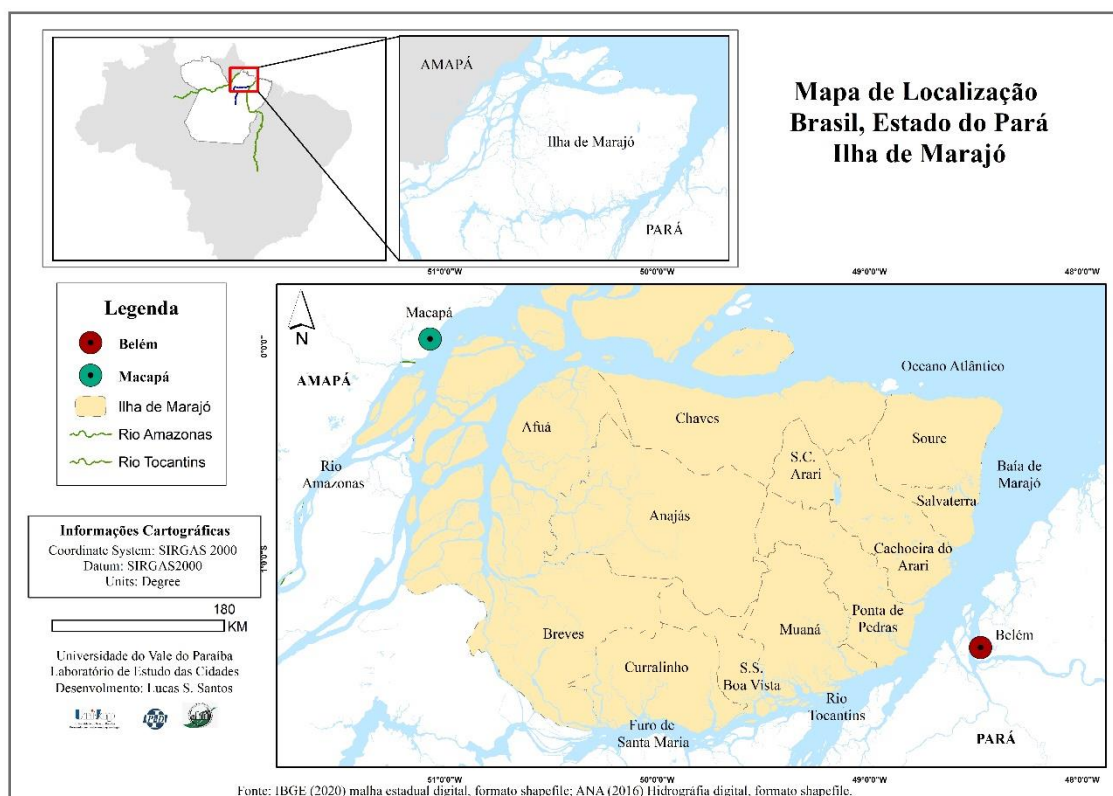 AMAPÁ
Ilha de Marajó
PARÁ
Mapa de Localização
Brasil, Estado do Pará
Ilha de Marajó
51°0'0"W
50°0'0"W
49°0'0"W
48°0'0"W
Legenda
Belém
Macapá
Ilha de Marajó
Rio Amazonas
Rio Tocantins
N
0°0'0"
1°0'0"S
Macapá
AMAPÁ
Oceano Atlântico
Chaves
Afuá
Soure
S.C.
Arari
Rio
Amazonas
Baía de
Marajó
Salvaterra
Anajás
Cachoeira do
Arari
Ponta de
Pedras
Breves
Muaná
Belém
Curralinho
S.S.
Boa Vista
Rio
Tocantins
Furo de
Santa Maria
PARÁ
Informações Cartográficas
Coordinate System: SIRGAS 2000
Datum: SIRGAS2000
Units: Degree
180
KM
Universidade do Vale do Paraíba
Laboratório de Estudo das Cidades
Desenvolmento: Lucas S. Santos
Univap
51°0'0"W
50°0'0"W
49°0'0"W
48°0'0"W
Fonte: IBGE (2020) malha estadual digital, formato shapefile; ANA (2016) Hidrográfia digital, formato shapefile.